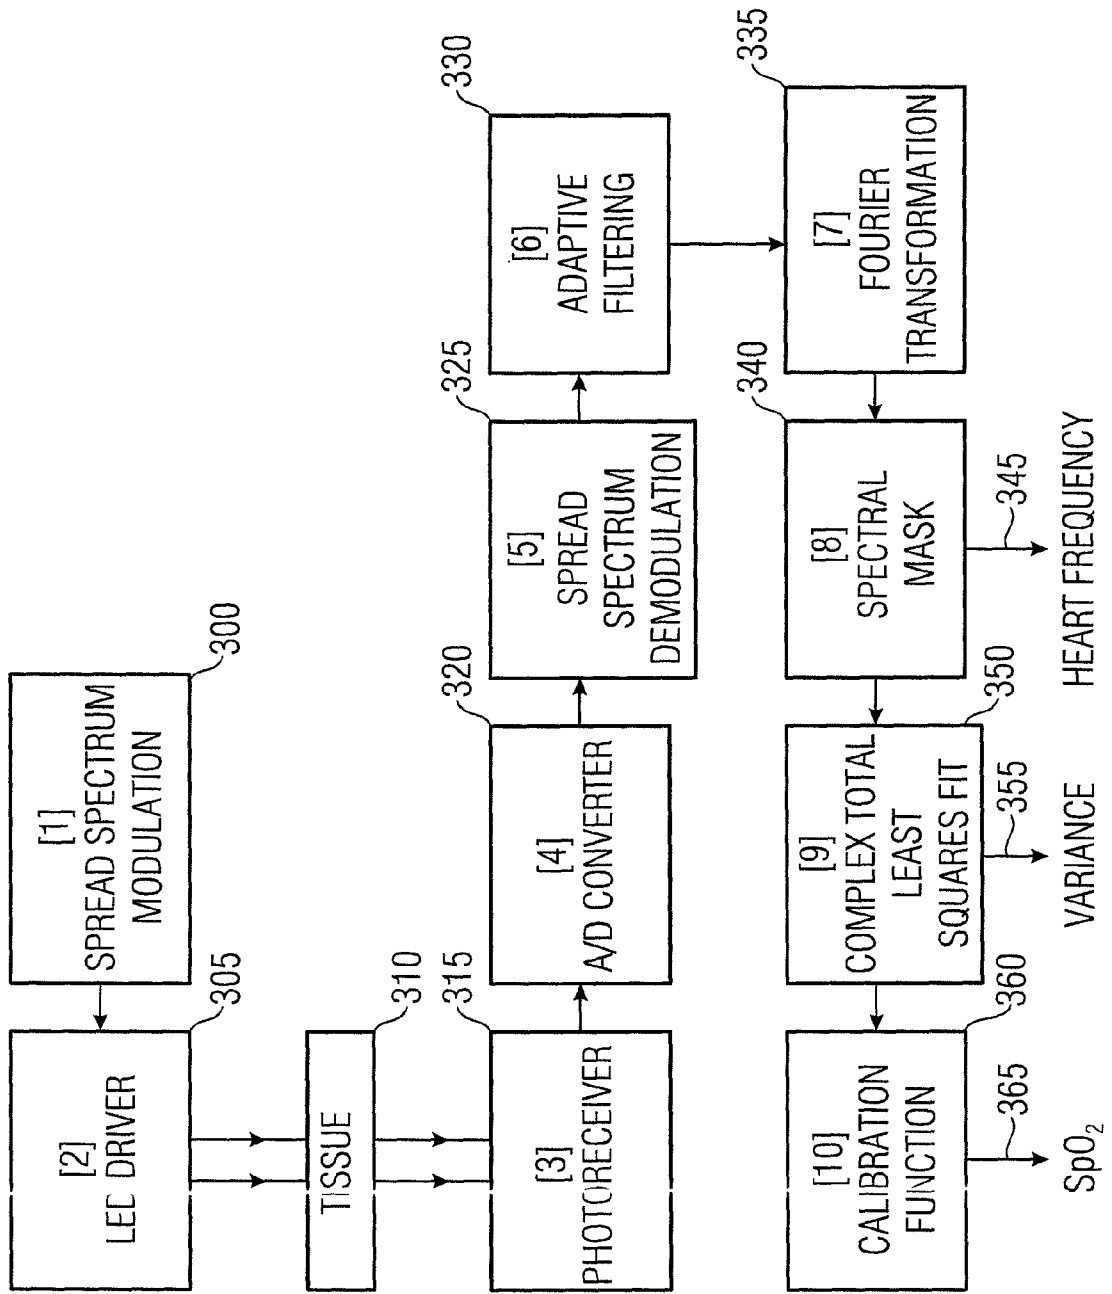 [2]
LED DRIVER
305
[1]
SPREAD SPECTRUM
MODULATION
300
TISSUE
310
[3]
PHOTORECEIVER
315
[4]
A/D CONVERTER
320
[5]
SPREAD
SPECTRUM
DEMODULATION
325
[6]
ADAPTIVE
FILTERING
330
[10]
CALIBRATION
FUNCTION
360
[9]
COMPLEX TOTAL
LEAST
SQUARES FIT
350
[8]
SPECTRAL
MASK
340
[7]
FOURIER
TRANSFORMATION
335
365
355
345
SpO₂
VARIANCE
HEART FREQUENCY